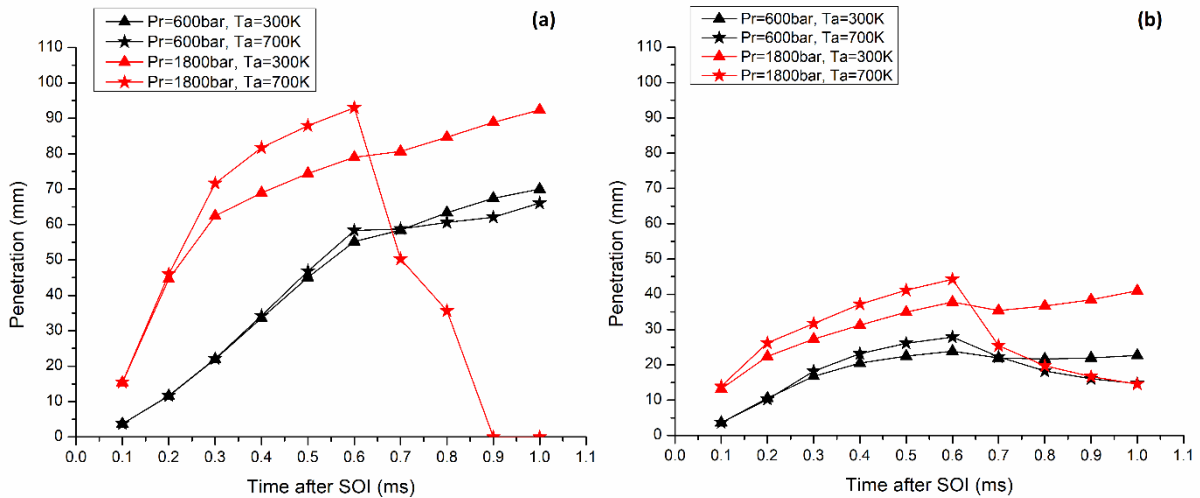 (a)
Pr=600bar, Ta=300K
Pr=600bar, Ta=700K
Pr=1800bar, Ta=300K
Pr=1800bar, Ta=700K
110
100
90
80
70
60
50
40
30
20
10
0
Penetration (mm)
0.0 0.1 0.2 0.3 0.4 0.5 0.6 0.7 0.8 0.9 1.0 1.1
Time after SOI (ms)
(b)
Pr=600bar, Ta=300K
Pr=600bar, Ta=700K
Pr=1800bar, Ta=300K
Pr=1800bar, Ta=700K
110
100
90
80
70
60
50
40
30
20
10
0
Penetration (mm)
0.0 0.1 0.2 0.3 0.4 0.5 0.6 0.7 0.8 0.9 1.0 1.1
Time after SOI (ms)